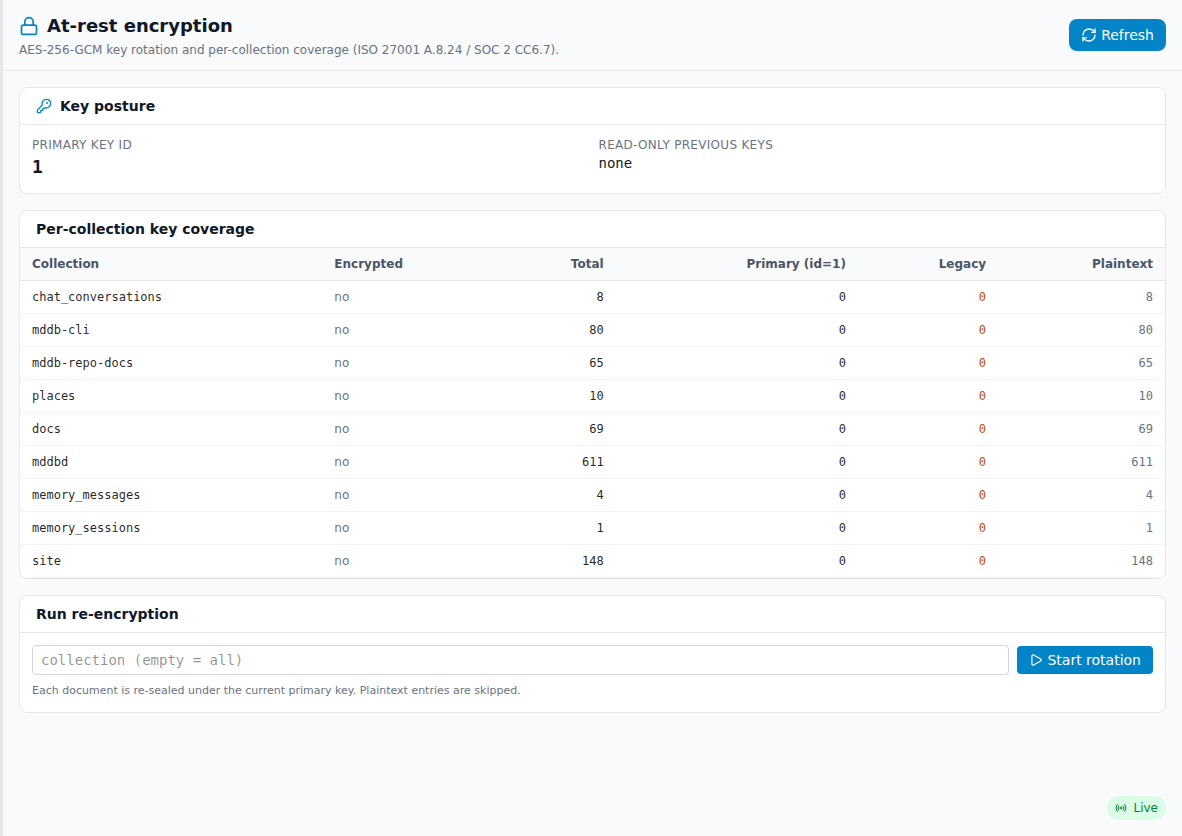 At-rest encryption
AES-256-GCM key rotation and per-collection coverage (ISO 27001 A.8.24 / SOC 2 CC6.7).
Refresh
Key posture
PRIMARY KEY ID
1
READ-ONLY PREVIOUS KEYS
none
Per-collection key coverage
Collection Encrypted Total Primary (id=1) Legacy Plaintext
chat_conversations no 8 0 0 8
mddb-cli no 80 0 0 80
mddb-repo-docs no 65 0 0 65
places no 10 0 0 10
docs no 69 0 0 69
mddbd no 611 0 0 611
memory_messages no 4 0 0 4
memory_sessions no 1 0 0 1
site no 148 0 0 148
Run re-encryption
collection (empty = all)
Start rotation
Each document is re-sealed under the current primary key. Plaintext entries are skipped.
Live